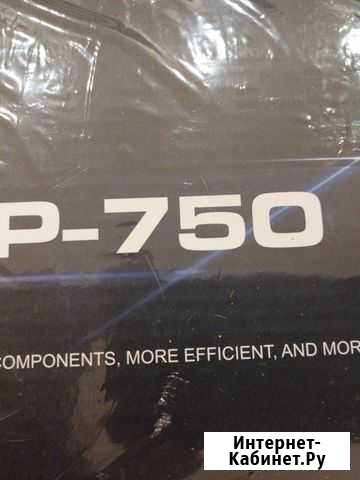 P-750
COMPONENTS, MORE EFFICIENT, AND MOR
Интернет-
Кабинет.Ру